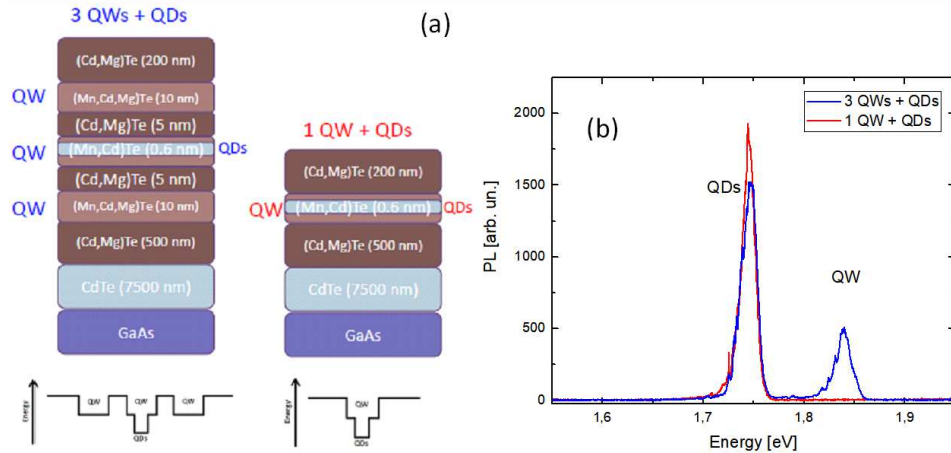 3 QWs + QDs
(a)
(Cd,Mg)Te (200 nm)
QW
(Mn,Cd,Mg)Te (10 nm)
(Cd,Mg)Te (5 nm)
QW
(Mn,Cd)Te (0.6 nm)
QDs
(Cd,Mg)Te (5 nm)
QW
(Mn,Cd,Mg)Te (10 nm)
(Cd,Mg)Te (500 nm)
CdTe (7500 nm)
GaAs
Energy
QW
QW
QW
QDs
1 QW + QDs
(Cd,Mg)Te (200 nm)
QW
(Mn,Cd)Te (0.6 nm)
QDs
(Cd,Mg)Te (500 nm)
CdTe (7500 nm)
GaAs
Energy
QW
QDs
(b)
3 QWs + QDs
1 QW + QDs
QDs
QW
PL [arb. un.]
2000
1500
1000
500
0
1,6
1,7
1,8
1,9
Energy [eV]